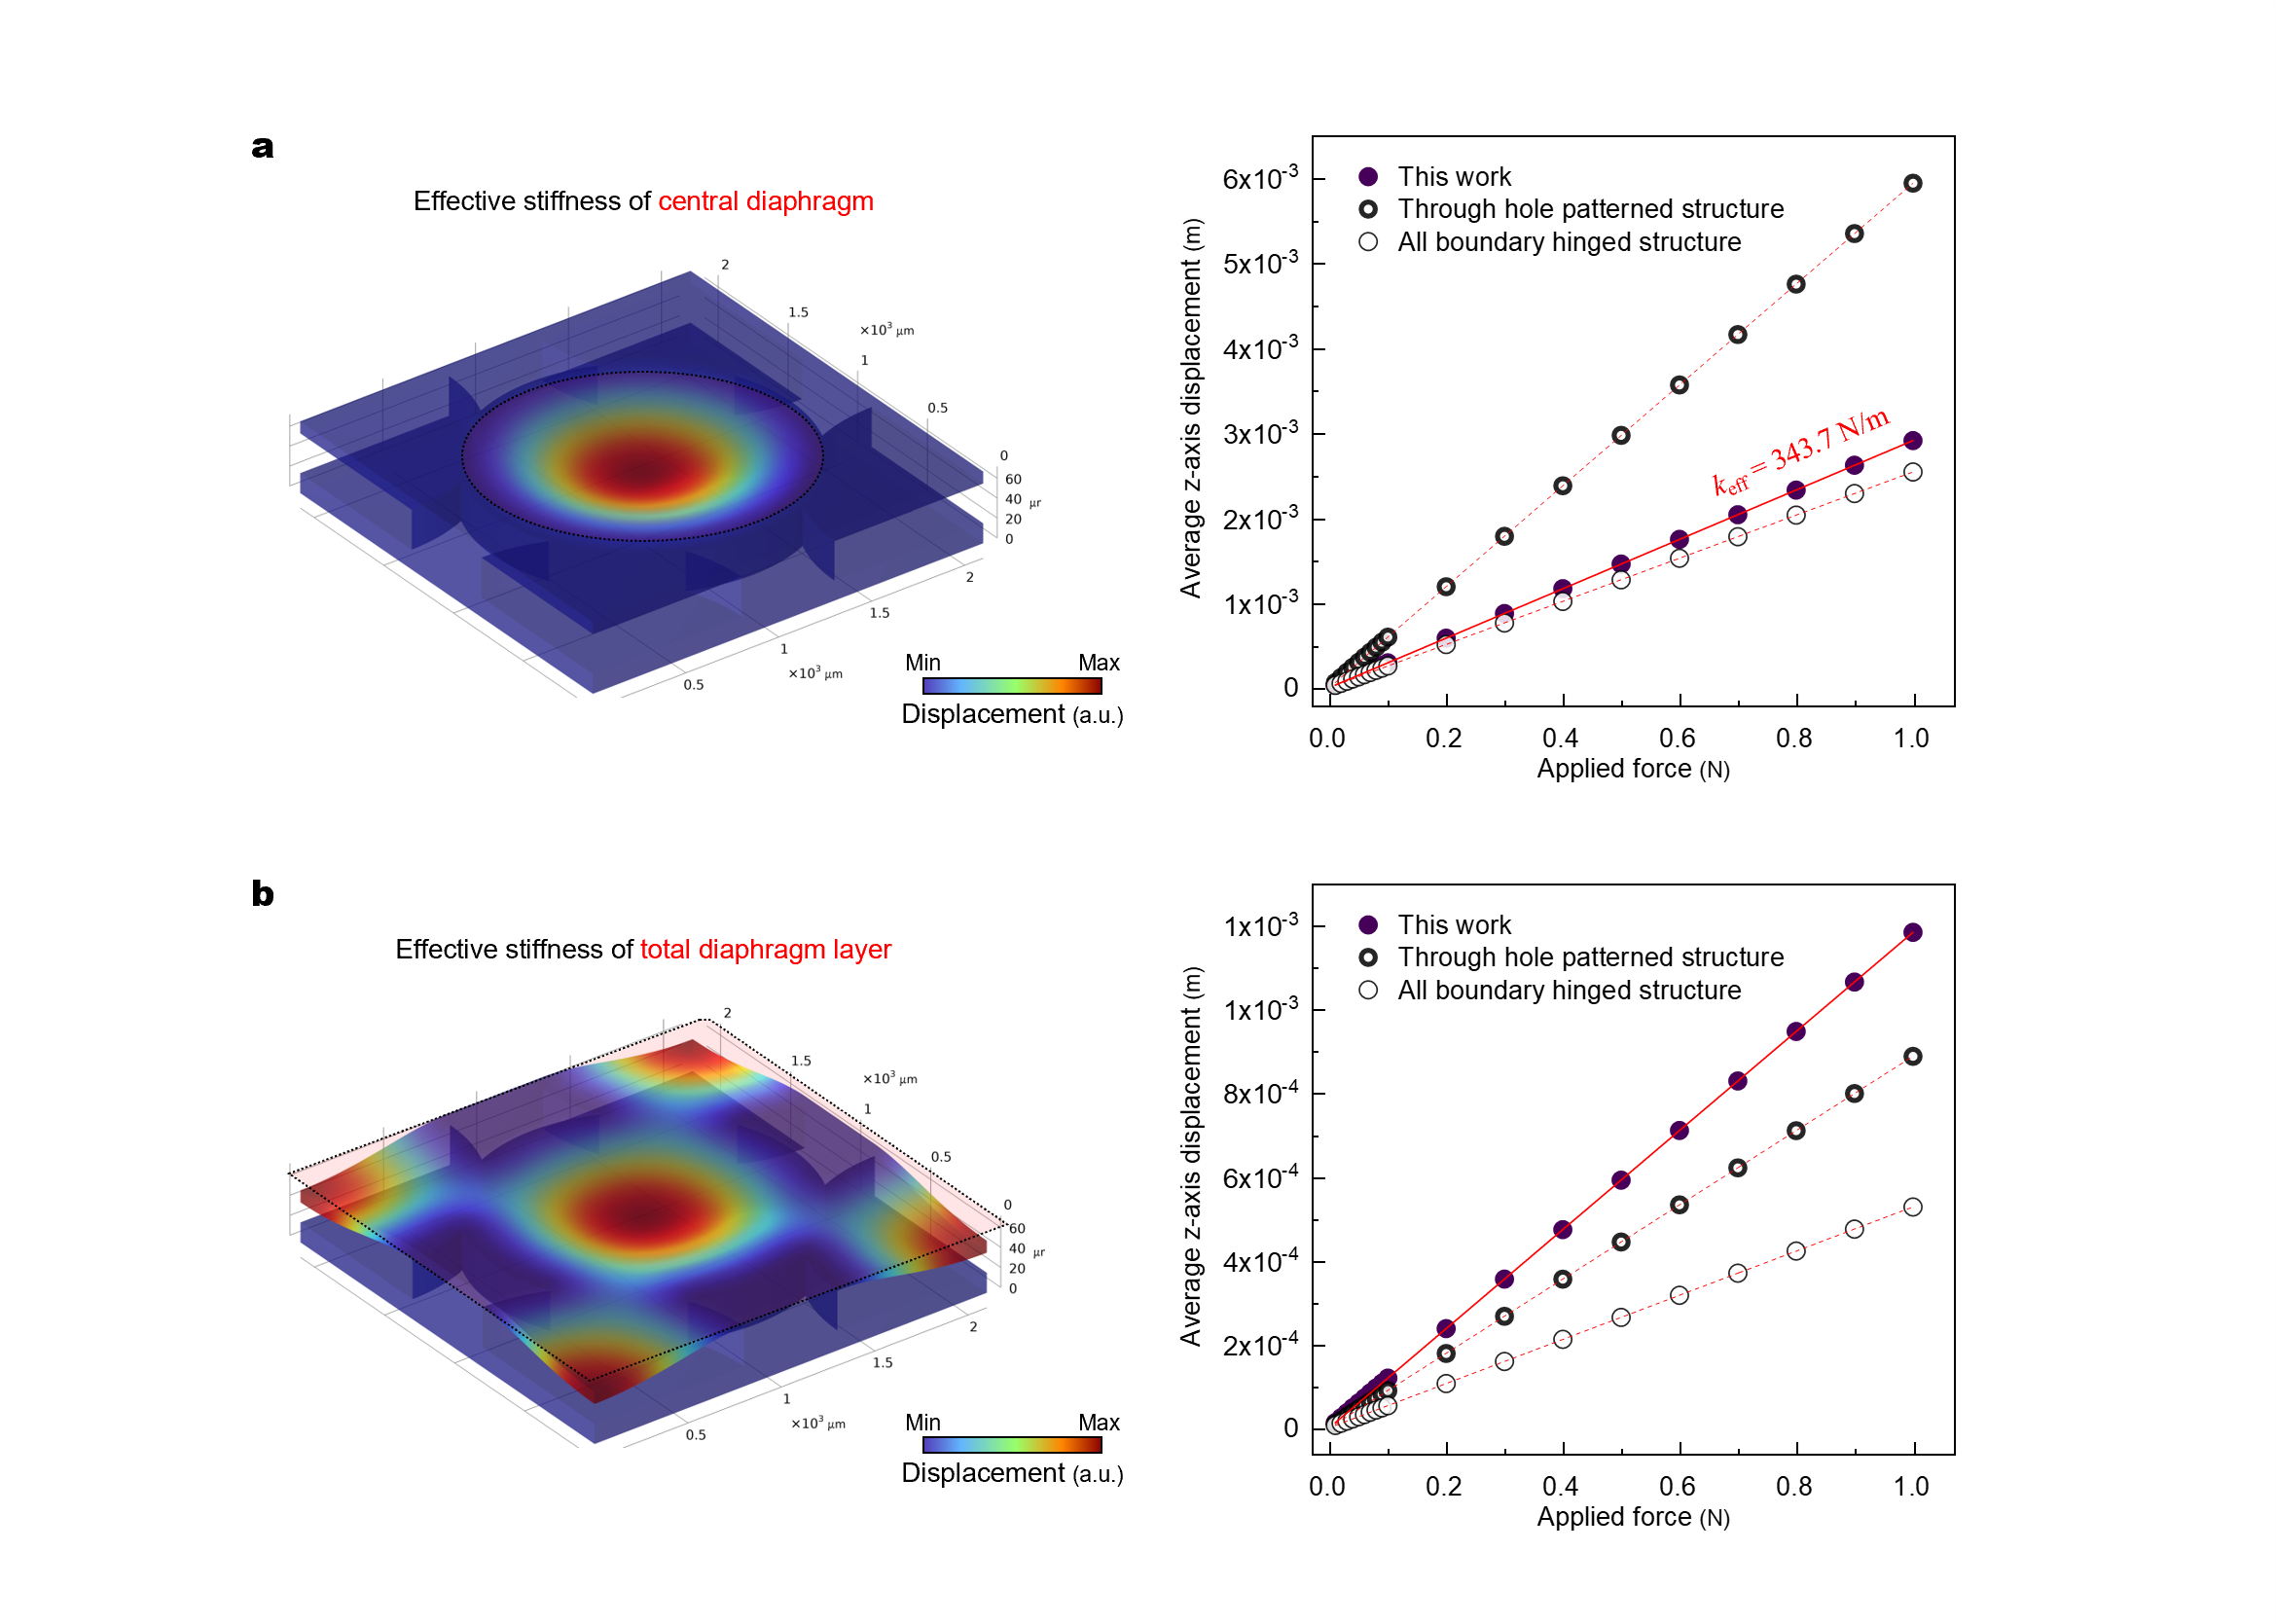 a
Effective stiffness of central diaphragm
2
1.5
×10³ μm
1
0.5
0
60
40
20
0
μr
2
1.5
1
×10³ μm
0.5
Min Max
Displacement (a.u.)
Average z-axis displacement (m)
6x10⁻³
5x10⁻³
4x10⁻³
3x10⁻³
2x10⁻³
1x10⁻³
0
This work
Through hole patterned structure
All boundary hinged structure
k_eff = 343.7 N/m
0.0 0.2 0.4 0.6 0.8 1.0
Applied force (N)
b
Effective stiffness of total diaphragm layer
2
1.5
×10³ μm
1
0.5
0
60
40
20
0
μr
2
1.5
1
×10³ μm
0.5
Min Max
Displacement (a.u.)
Average z-axis displacement (m)
1x10⁻³
1x10⁻³
8x10⁻⁴
6x10⁻⁴
4x10⁻⁴
2x10⁻⁴
0
This work
Through hole patterned structure
All boundary hinged structure
0.0 0.2 0.4 0.6 0.8 1.0
Applied force (N)